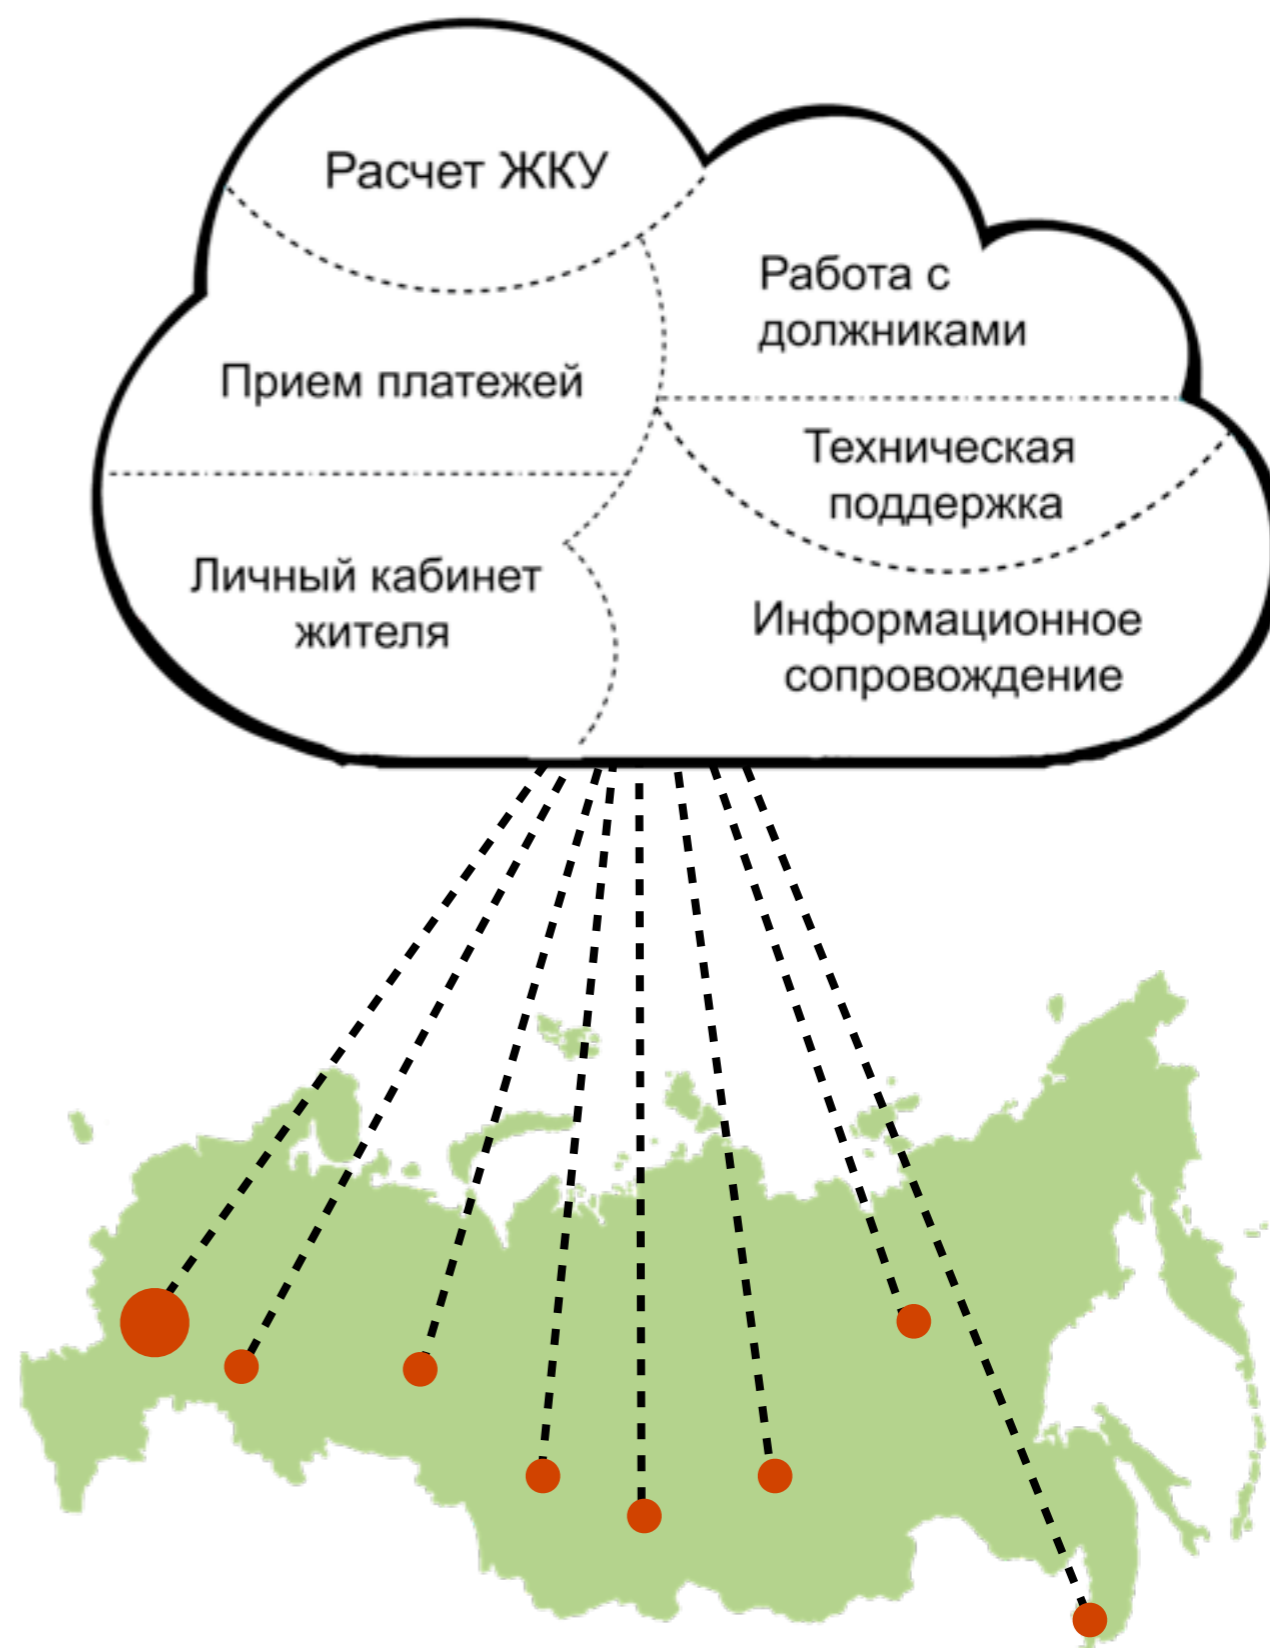 Расчет ЖКУ
Прием платежей
Личный кабинет
жителя
Работа с
должниками
Техническая
поддержка
Информационное
сопровождение